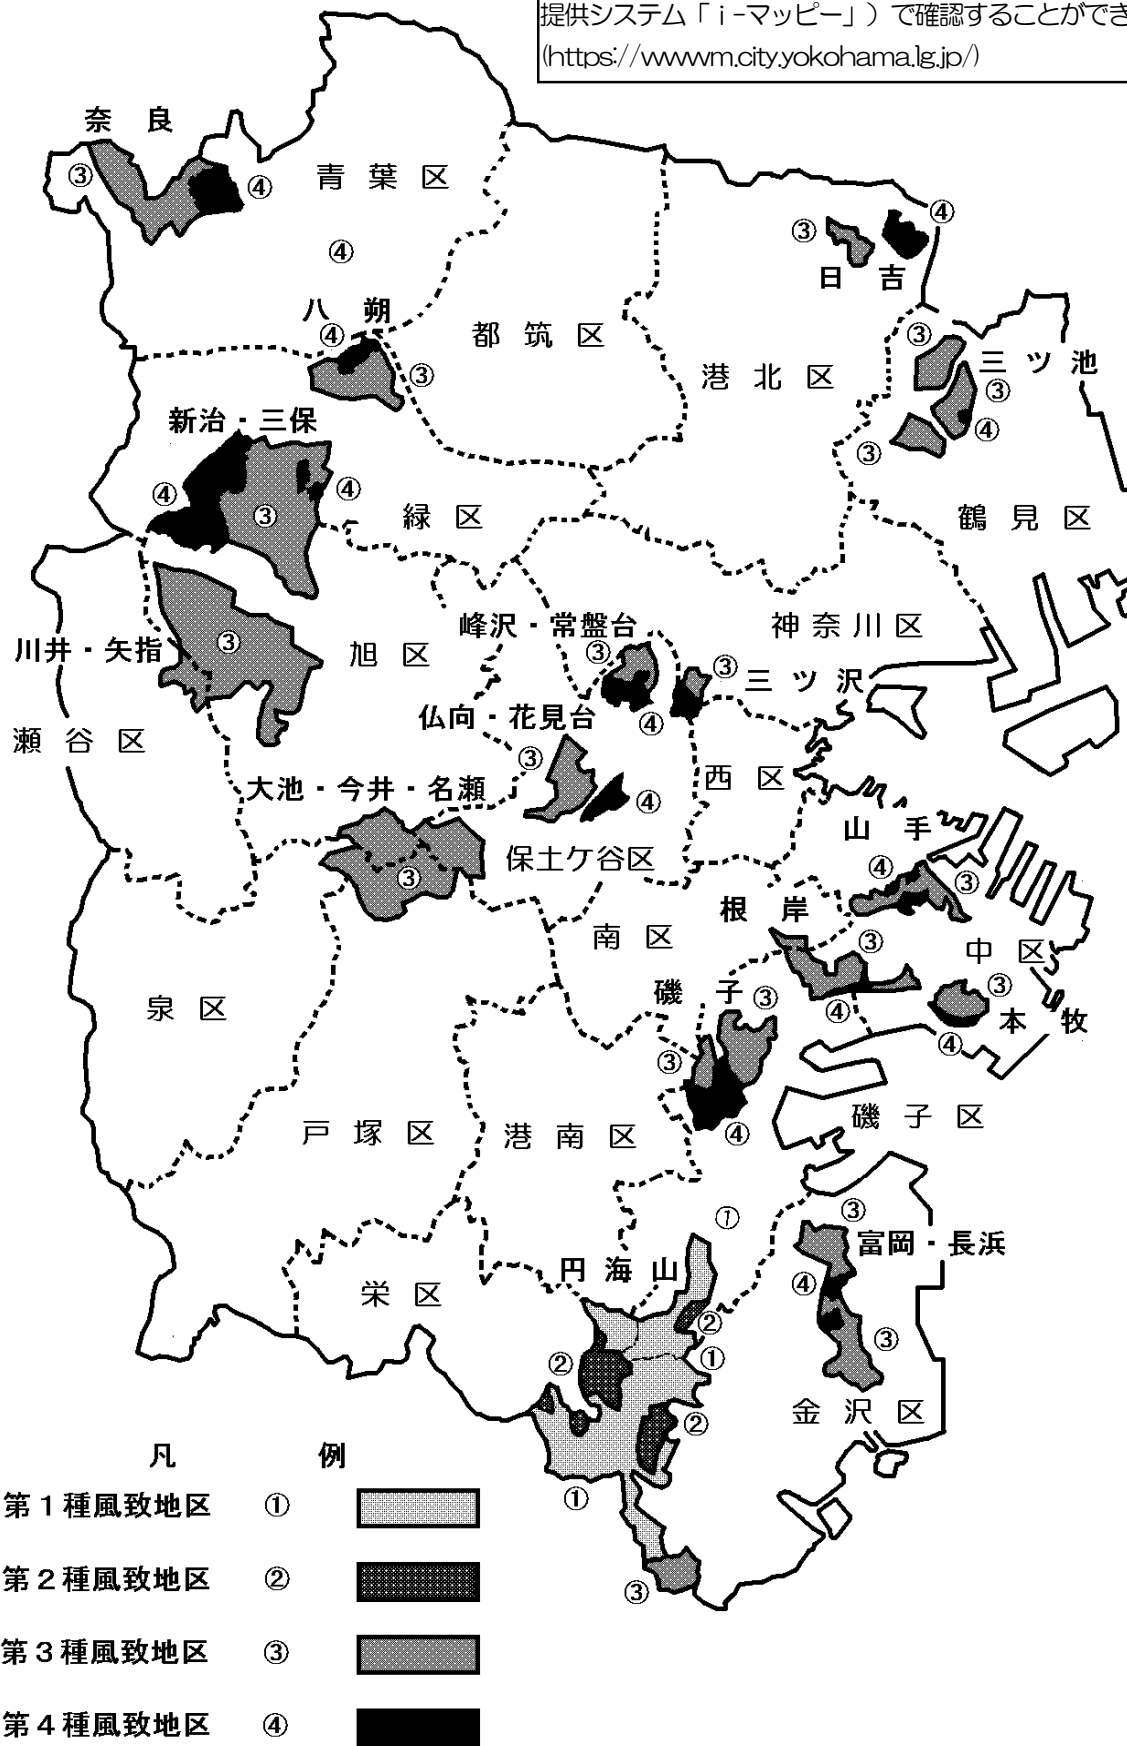 提供システム「ｉ-マッピー」）で確認することができ
(https://wwwm.city.yokohama.lg.jp/)
奈良
③
④
青葉区
④
③
④
日吉
八朔
④
③
都筑区
港北区
③
三ツ池
③
④
③
新治・三保
④
④
③
緑区
鶴見区
川井・矢指
③
旭区
峰沢・常盤台
③
③
神奈川区
三ツ沢
④
仏向・花見台
③
④
瀬谷区
西区
大池・今井・名瀬
③
保土ケ谷区
山手
④
③
根岸
③
南区
中区
④
③
本牧
④
泉区
磯子
③
③
④
磯子区
戸塚区
港南区
①
③
富岡・長浜
④
③
円海山
栄区
②
①
②
②
①
③
金沢区
凡例
第１種風致地区 ①
第２種風致地区 ②
第３種風致地区 ③
第４種風致地区 ④